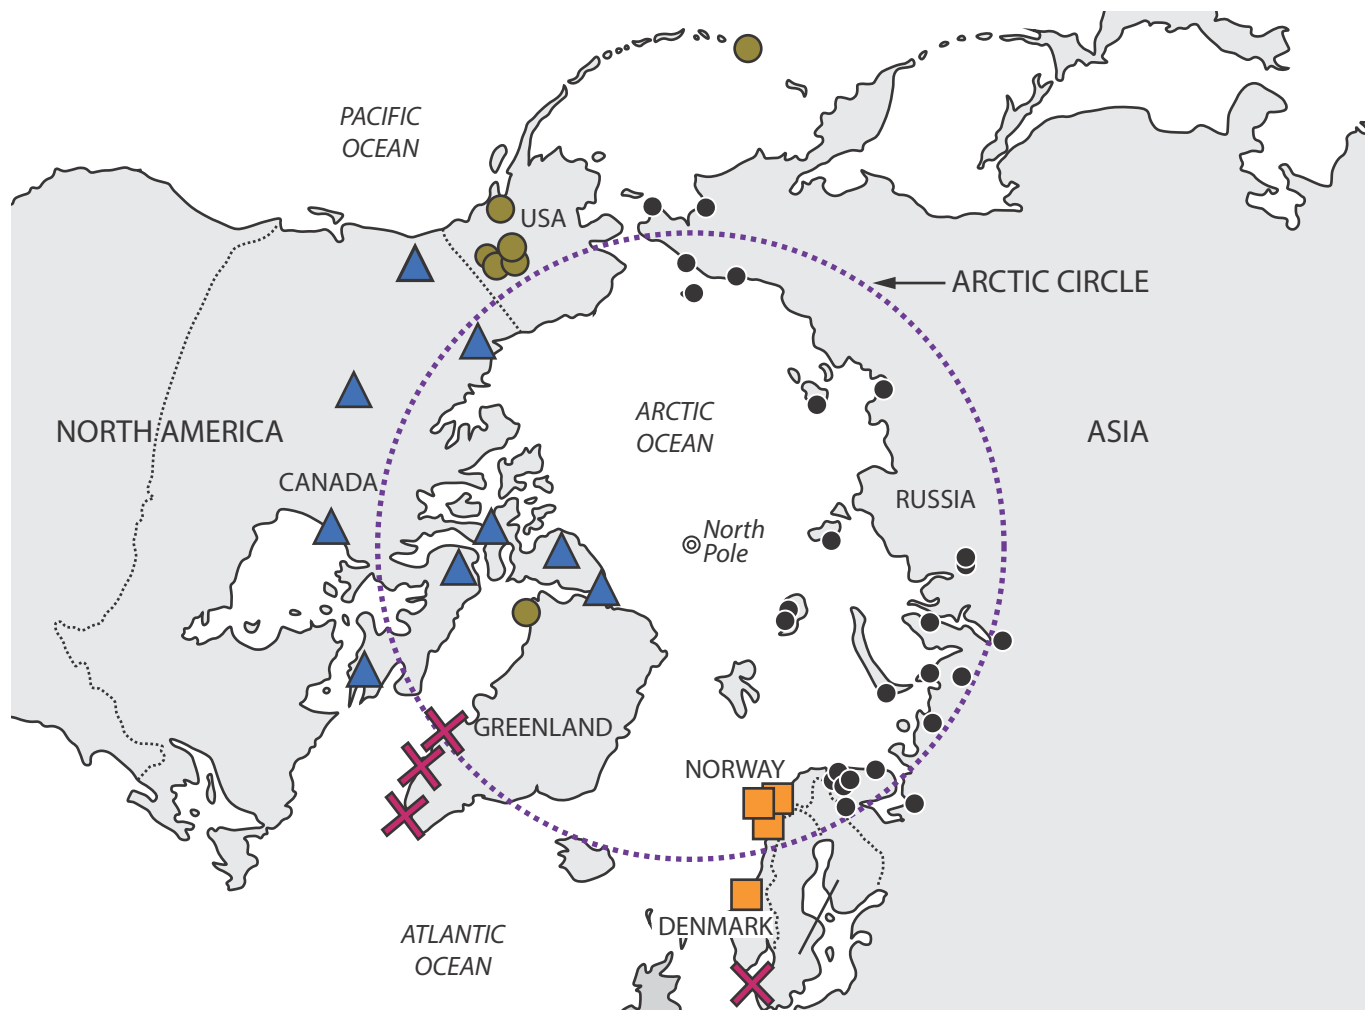 PACIFIC
OCEAN
USA
ARCTIC CIRCLE
ARCTIC
OCEAN
NORTH AMERICA
ASIA
CANADA
RUSSIA
North
Pole
GREENLAND
NORWAY
DENMARK
ATLANTIC
OCEAN